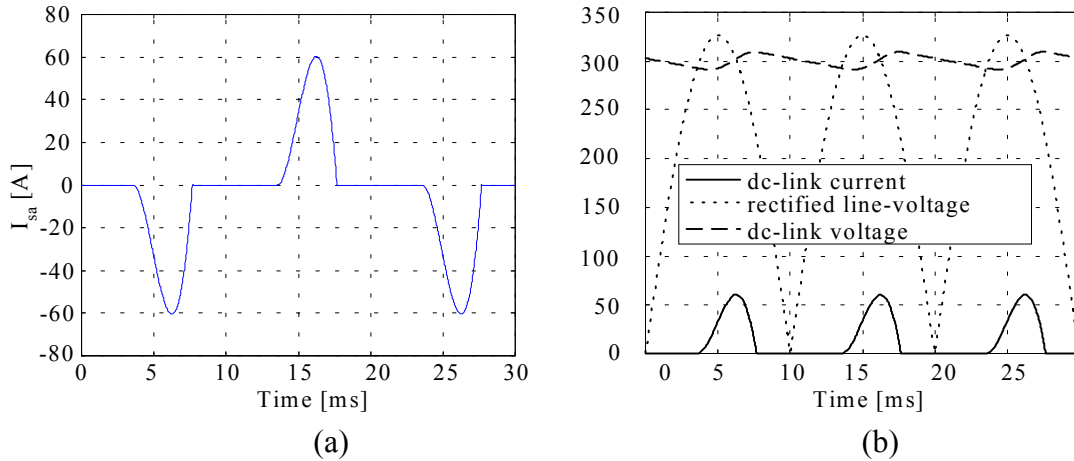 80
60
40
20
0
-20
-40
-60
-80
I sa [A]
0 5 10 15 20 25 30
Time [ms]
(a)
350
300
250
200
150
100
50
0
dc-link current
rectified line-voltage
dc-link voltage
0 5 10 15 20 25
Time [ms]
(b)